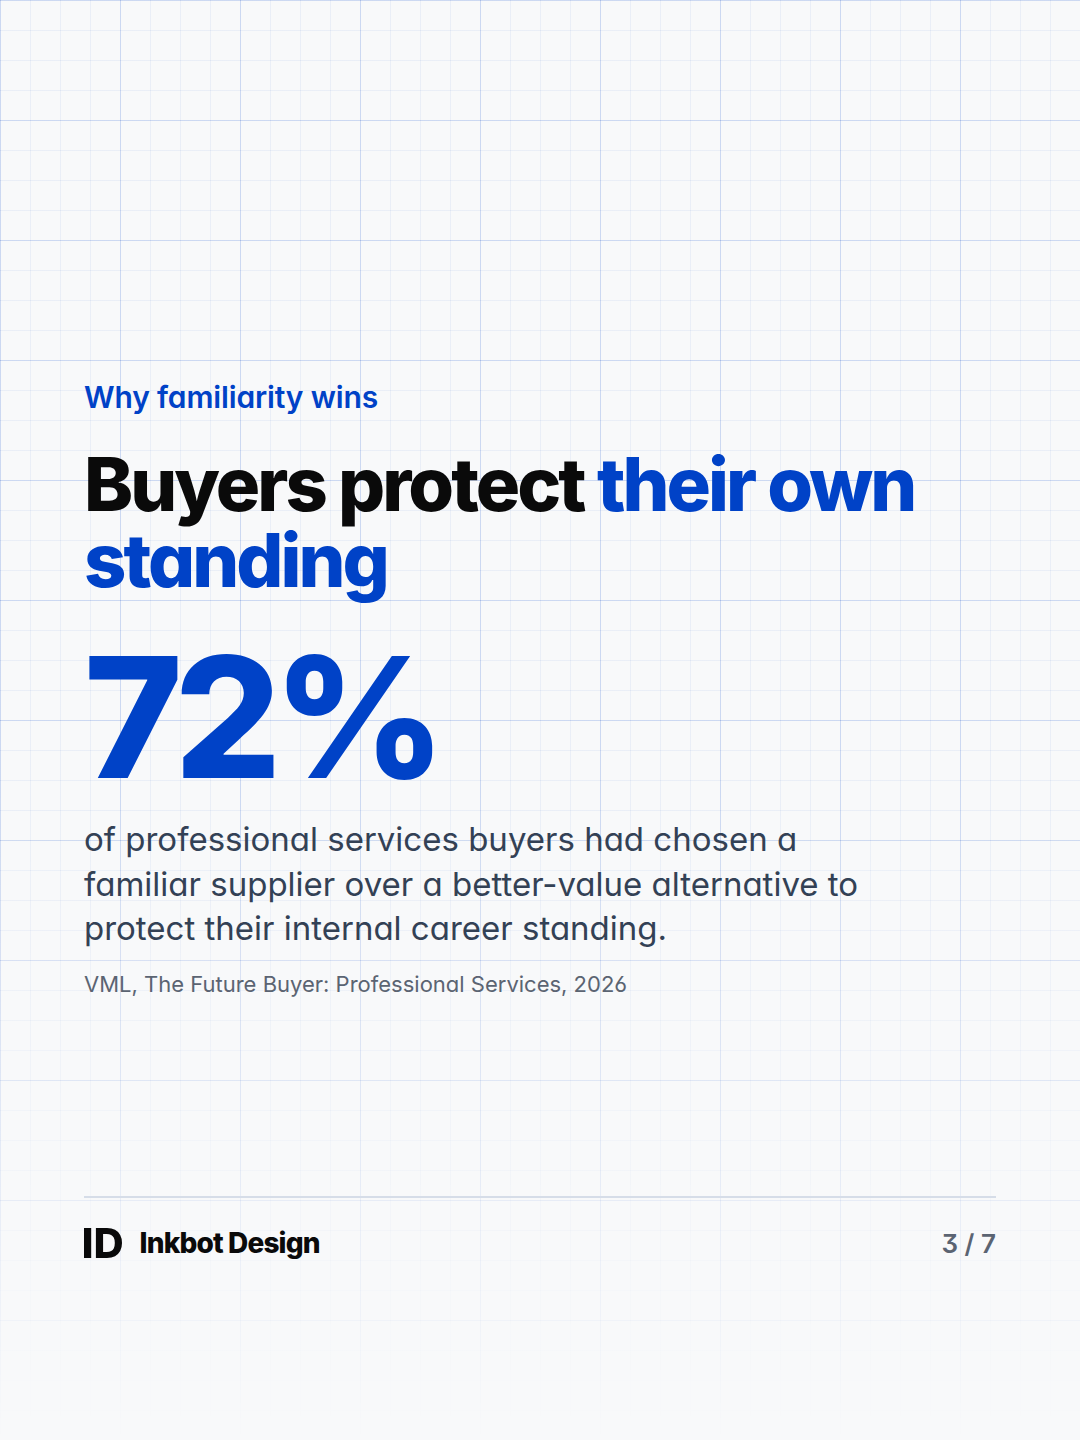 Why familiarity wins
Buyers protect their own
standing
72%
of professional services buyers had chosen a
familiar supplier over a better-value alternative to
protect their internal career standing.
VML, The Future Buyer: Professional Services, 2026
ID Inkbot Design
3 / 7